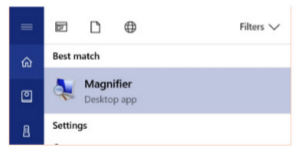 Filters
Best match
Magnifier
Desktop app
Settings